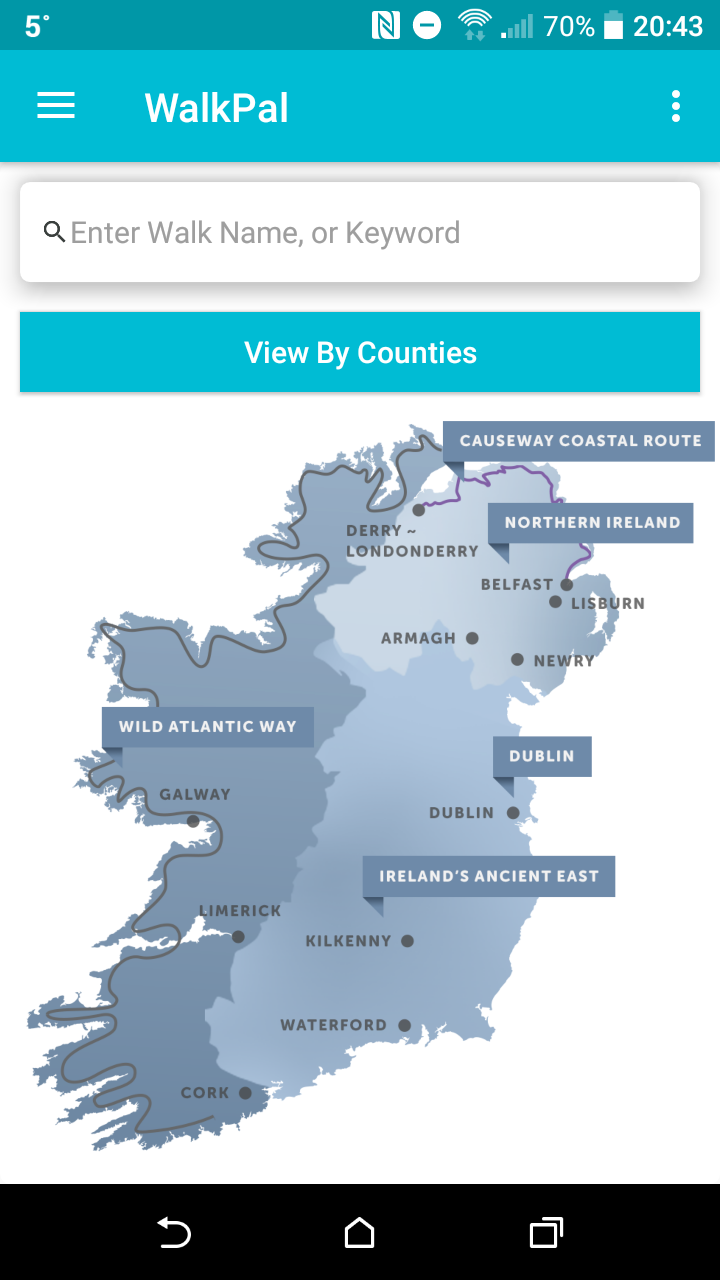 5° 70% 20:43
WalkPal
Enter Walk Name, or Keyword
View By Counties
CAUSEWAY COASTAL ROUTE
DERRY ~
LONDONDERRY
NORTHERN IRELAND
BELFAST
LISBURN
ARMAGH
NEWRY
WILD ATLANTIC WAY
DUBLIN
GALWAY
DUBLIN
IRELAND'S ANCIENT EAST
LIMERICK
KILKENNY
WATERFORD
CORK